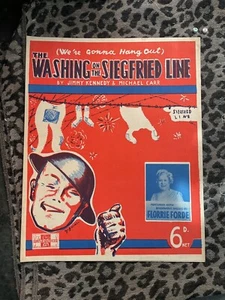 (We're Gonna Hang Out)
THE
WASHING ON THE SIEGFRIED LINE
BY JIMMY KENNEDY & MICHAEL CARR
SIEGFRIED
LINE
FLORRIE FORDE
6D.
NET